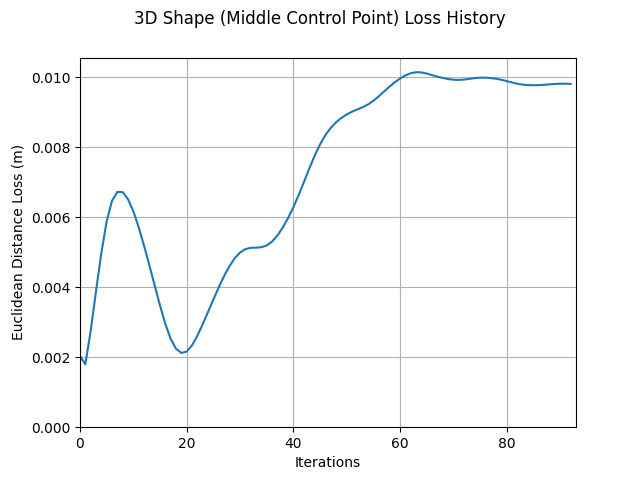 3D Shape (Middle Control Point) Loss History
Euclidean Distance Loss (m)
0.010
0.008
0.006
0.004
0.002
0.000
0 20 40 60 80
Iterations